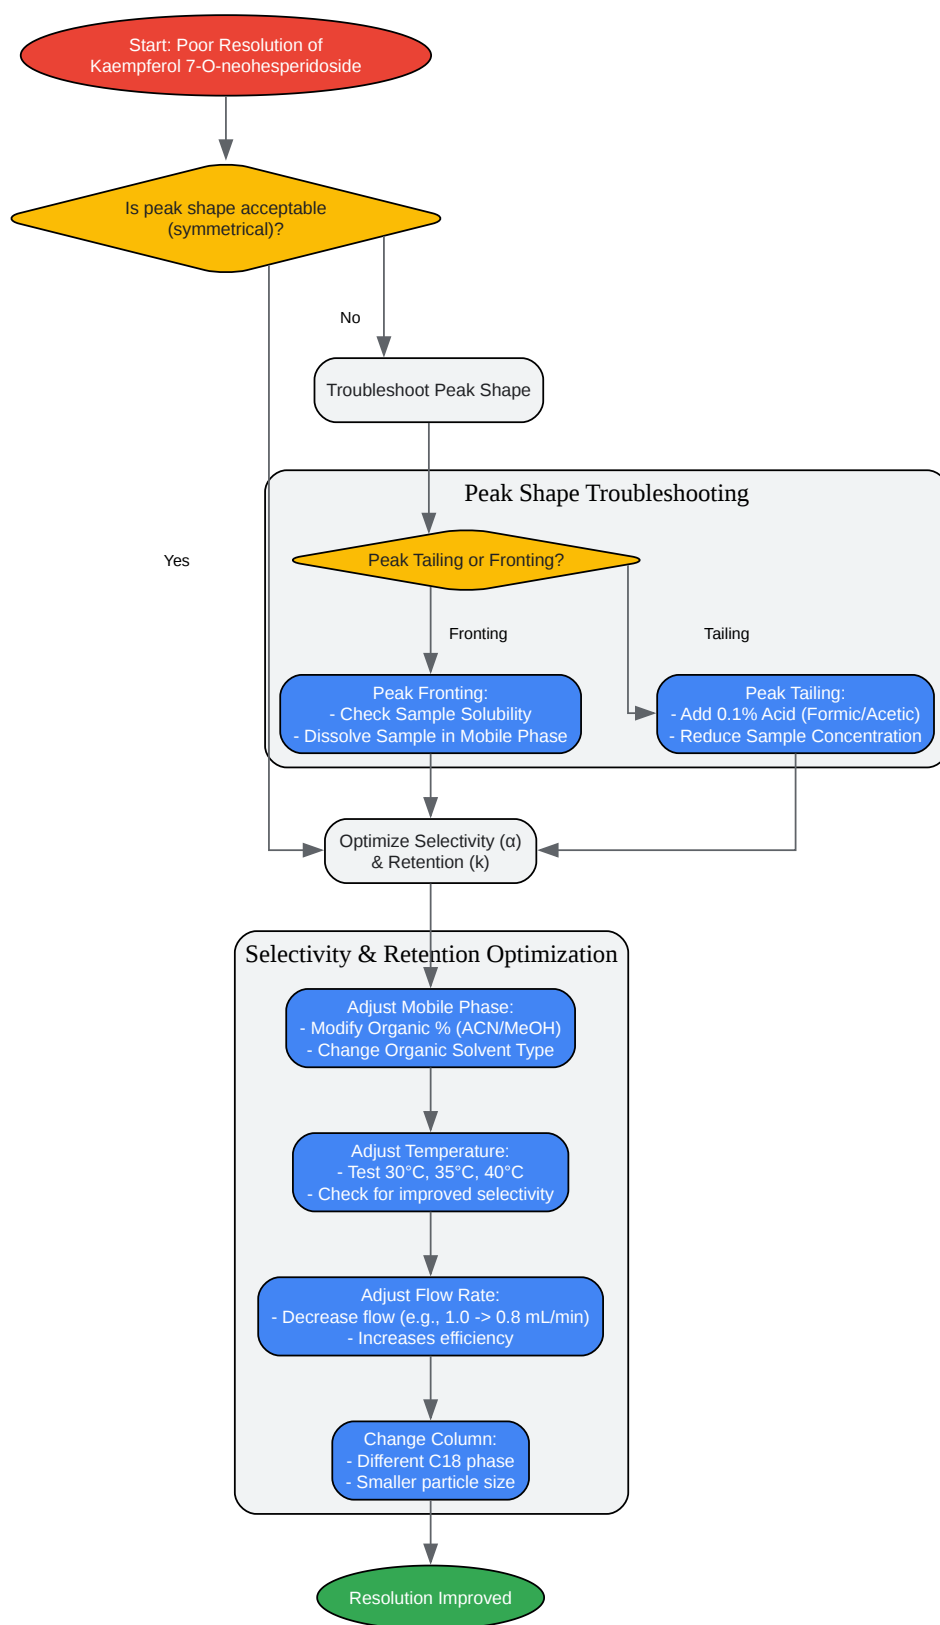 Start: Poor Resolution of
Kaempferol 7-O-neohesperidoside
Is peak shape acceptable
(symmetrical)?
No
Troubleshoot Peak Shape
Peak Shape Troubleshooting
Yes
Peak Tailing or Fronting?
Fronting
Tailing
Peak Fronting:
- Check Sample Solubility
- Dissolve Sample in Mobile Phase
Peak Tailing:
- Add 0.1% Acid (Formic/Acetic)
- Reduce Sample Concentration
Optimize Selectivity (α)
& Retention (k)
Selectivity & Retention Optimization
Adjust Mobile Phase:
- Modify Organic % (ACN/MeOH)
- Change Organic Solvent Type
Adjust Temperature:
- Test 30°C, 35°C, 40°C
- Check for improved selectivity
Adjust Flow Rate:
- Decrease flow (e.g., 1.0 -> 0.8 mL/min)
- Increases efficiency
Change Column:
- Different C18 phase
- Smaller particle size
Resolution Improved